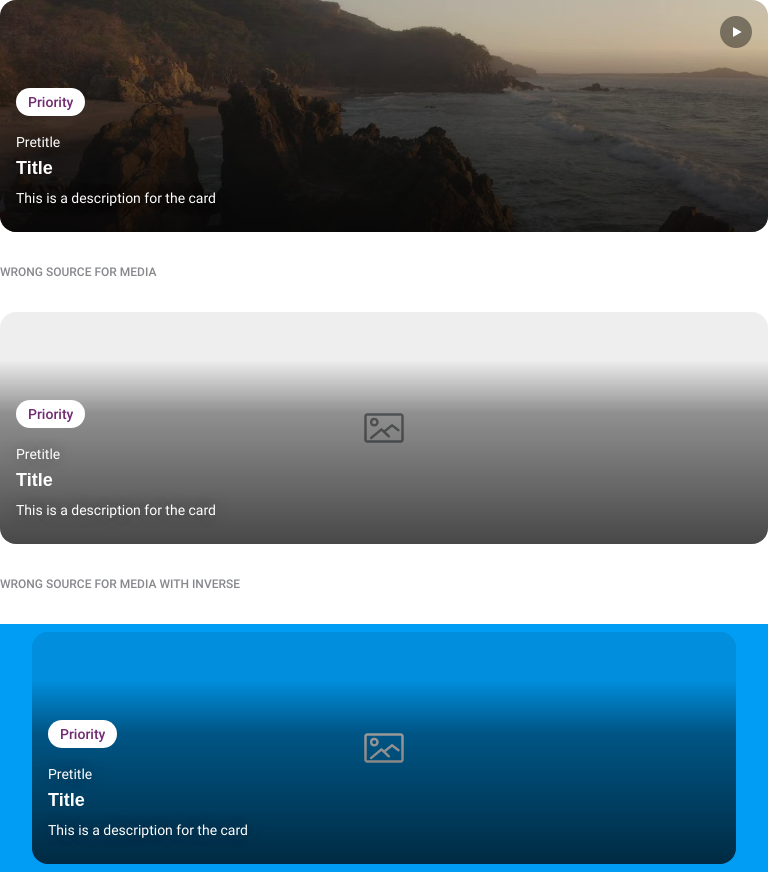 Priority
Pretitle
Title
This is a description for the card
WRONG SOURCE FOR MEDIA
Priority
Pretitle
Title
This is a description for the card
WRONG SOURCE FOR MEDIA WITH INVERSE
Priority
Pretitle
Title
This is a description for the card